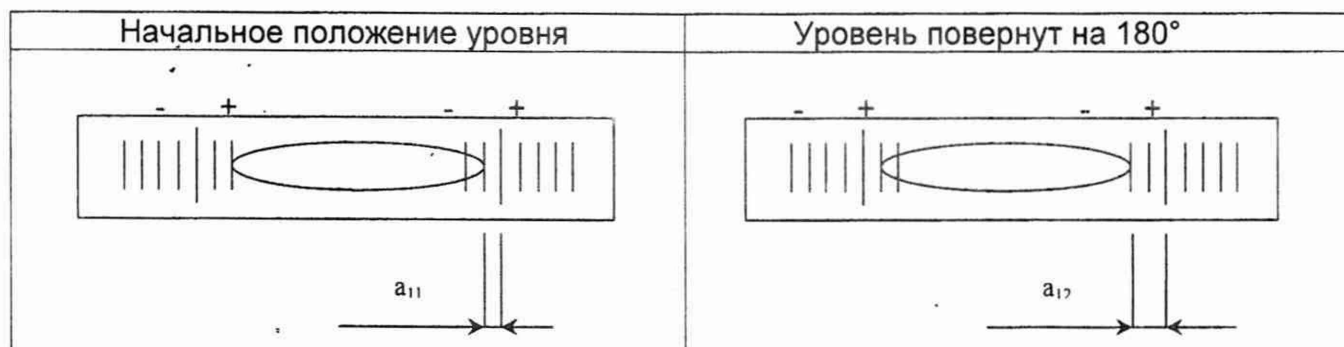 Начальное положение уровня
Уровень повернут на 180°
- + - +
- + - +
a₁₁
a₁₂